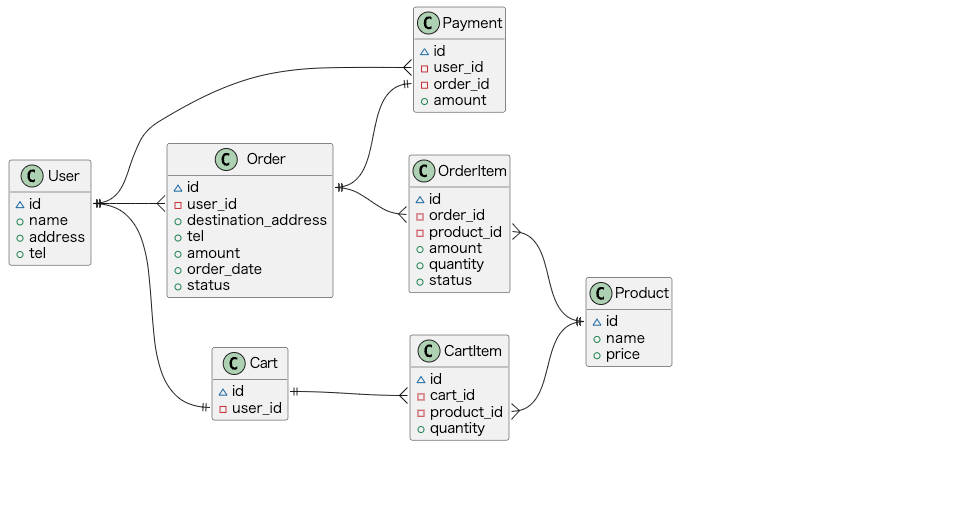 C Payment
id
user_id
order_id
amount
C User
id
name
address
tel
C Order
id
user_id
destination_address
tel
amount
order_date
status
C OrderItem
id
order_id
product_id
amount
quantity
status
C Product
id
name
price
C Cart
id
user_id
C CartItem
id
cart_id
product_id
quantity